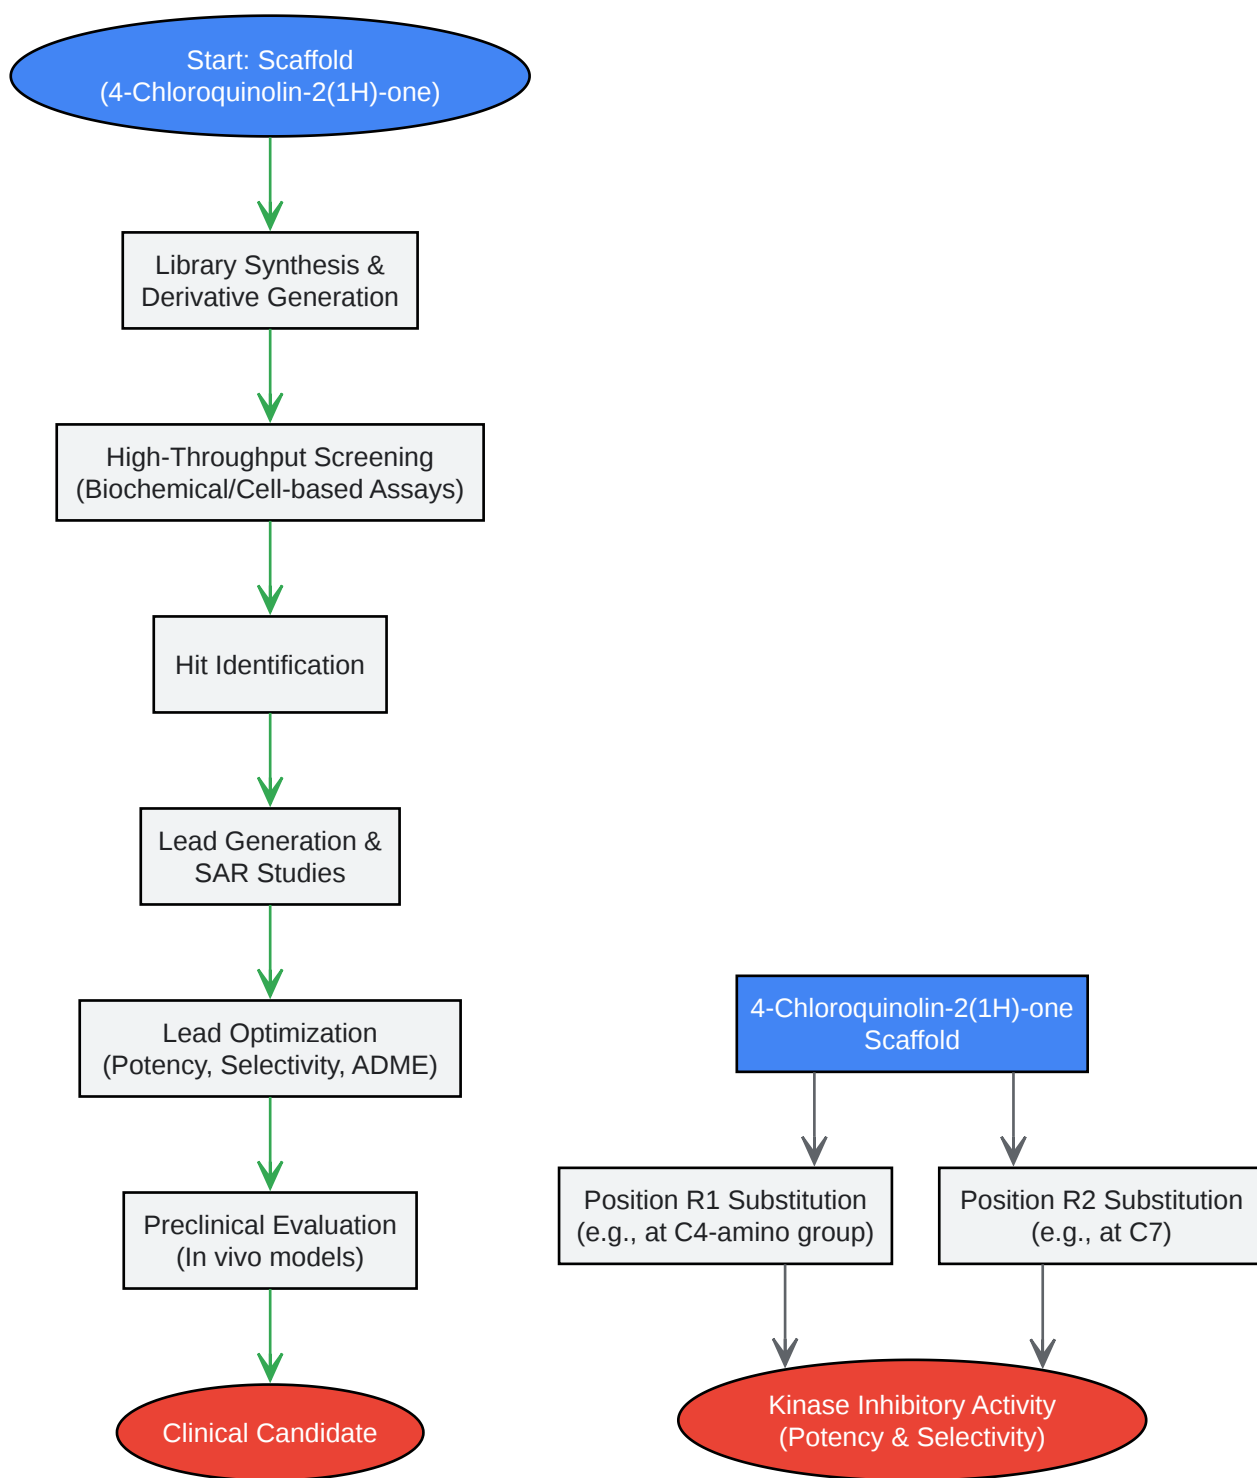 Start: Scaffold
(4-Chloroquinolin-2(1H)-one)
Library Synthesis &
Derivative Generation
High-Throughput Screening
(Biochemical/Cell-based Assays)
Hit Identification
Lead Generation &
SAR Studies
Lead Optimization
(Potency, Selectivity, ADME)
Preclinical Evaluation
(In vivo models)
Clinical Candidate
4-Chloroquinolin-2(1H)-one
Scaffold
Position R1 Substitution
(e.g., at C4-amino group)
Position R2 Substitution
(e.g., at C7)
Kinase Inhibitory Activity
(Potency & Selectivity)